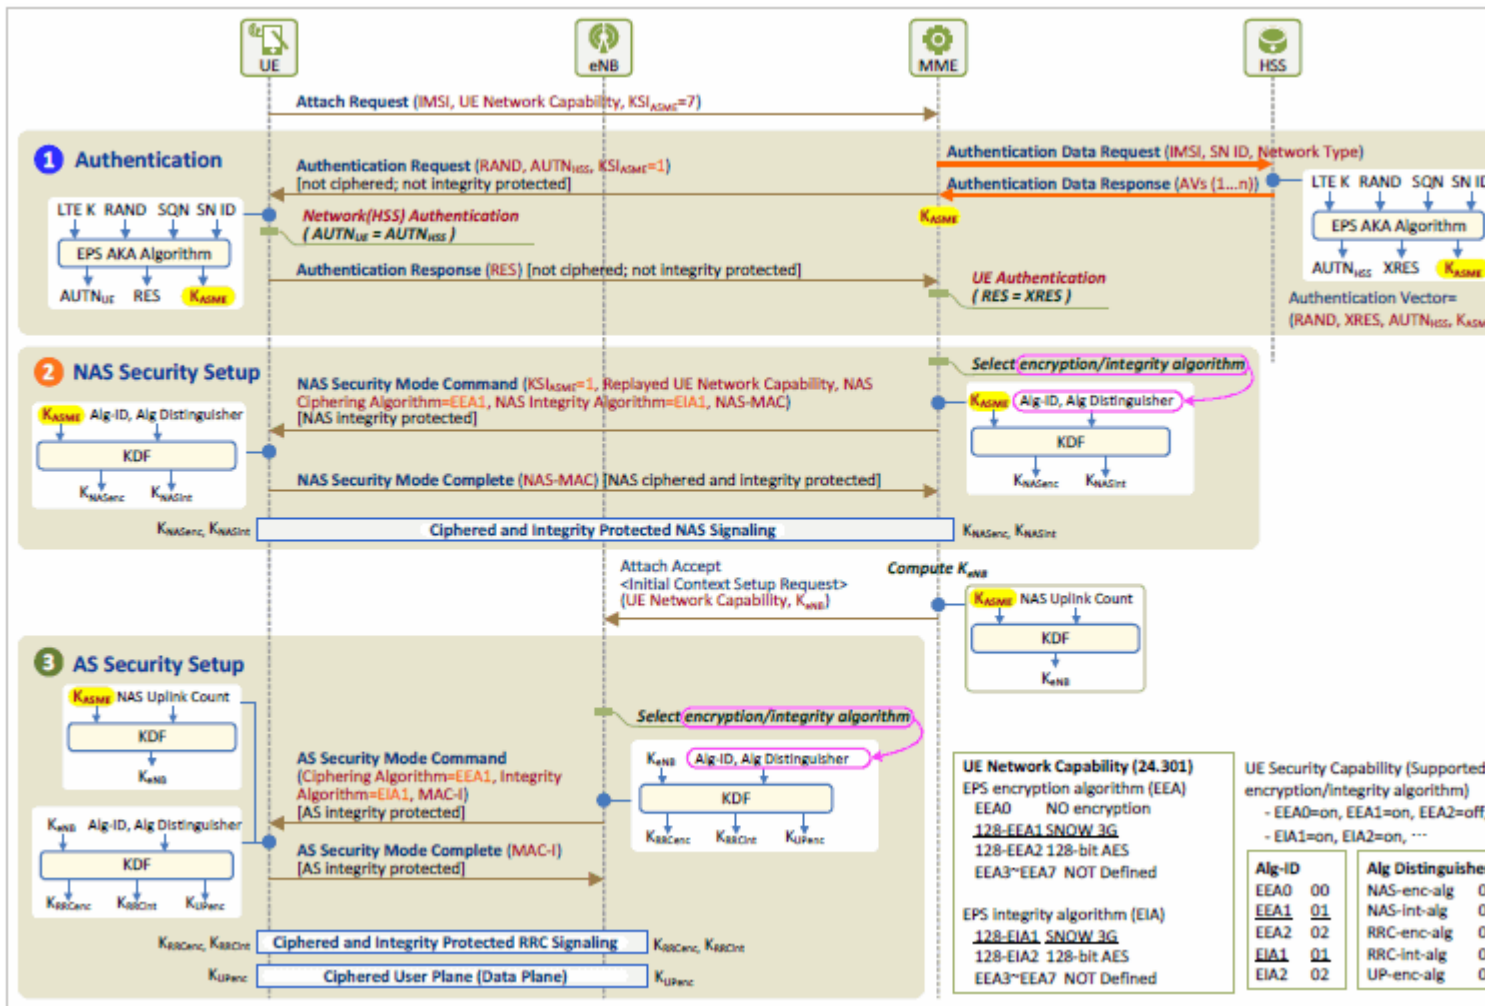 UE
eNB
MME
HSS
Attach Request (IMSI, UE Network Capability, KSIASME=7)
1 Authentication
Authentication Request (RAND, AUTNHSS, KSIASME=1)
[not ciphered; not integrity protected]
Authentication Data Request (IMSI, SN ID, Network Type)
Authentication Data Response (AVs (1...n))
LTE K RAND SQN SN ID
EPS AKA Algorithm
AUTNUE RES KASME
Network(HSS) Authentication
( AUTNUE = AUTNHSS )
KASME
LTE K RAND SQN SN ID
EPS AKA Algorithm
AUTNHSS XRES KASME
Authentication Response (RES) [not ciphered; not integrity protected]
UE Authentication
( RES = XRES )
Authentication Vector=
(RAND, XRES, AUTNHSS, KASM
2 NAS Security Setup
Select encryption/integrity algorithm
NAS Security Mode Command (KSIASME=1, Replayed UE Network Capability, NAS
Ciphering Algorithm=EEA1, NAS Integrity Algorithm=EIA1, NAS-MAC)
[NAS integrity protected]
KASME Alg-ID, Alg Distinguisher
KDF
KNASenc KNASint
KASME Alg-ID, Alg Distinguisher
KDF
KNASenc KNASint
NAS Security Mode Complete (NAS-MAC) [NAS ciphered and integrity protected]
KNASenc, KNASint
Ciphered and Integrity Protected NAS Signaling
KNASenc, KNASint
Attach Accept
<Initial Context Setup Request>
(UE Network Capability, KeNB)
Compute KeNB
KASME NAS Uplink Count
KDF
KeNB
3 AS Security Setup
KASME NAS Uplink Count
KDF
KeNB
Select encryption/integrity algorithm
AS Security Mode Command
(Ciphering Algorithm=EEA1, Integrity
Algorithm=EIA1, MAC-I)
[AS integrity protected]
KeNB Alg-ID, Alg Distinguisher
KDF
KRRCenc KRRCint KUPenc
KeNB Alg-ID, Alg Distinguisher
KDF
KRRCenc KRRCint KUPenc
AS Security Mode Complete (MAC-I)
[AS integrity protected]
KRRCenc, KRRCint
Ciphered and Integrity Protected RRC Signaling
KRRCenc, KRRCint
KUPenc
Ciphered User Plane (Data Plane)
KUPenc
UE Network Capability (24.301)
EPS encryption algorithm (EEA)
EEA0 NO encryption
128-EEA1 SNOW 3G
128-EEA2 128-bit AES
EEA3~EEA7 NOT Defined
EPS integrity algorithm (EIA)
128-EIA1 SNOW 3G
128-EIA2 128-bit AES
EEA3~EEA7 NOT Defined
UE Security Capability (Supported
encryption/integrity algorithm)
- EEA0=on, EEA1=on, EEA2=off,
- EIA1=on, EIA2=on, ···
Alg-ID
EEA0 00
EEA1 01
EEA2 02
EIA1 01
EIA2 02
Alg Distinguisher
NAS-enc-alg 0
NAS-int-alg 0
RRC-enc-alg 0
RRC-int-alg 0
UP-enc-alg 0